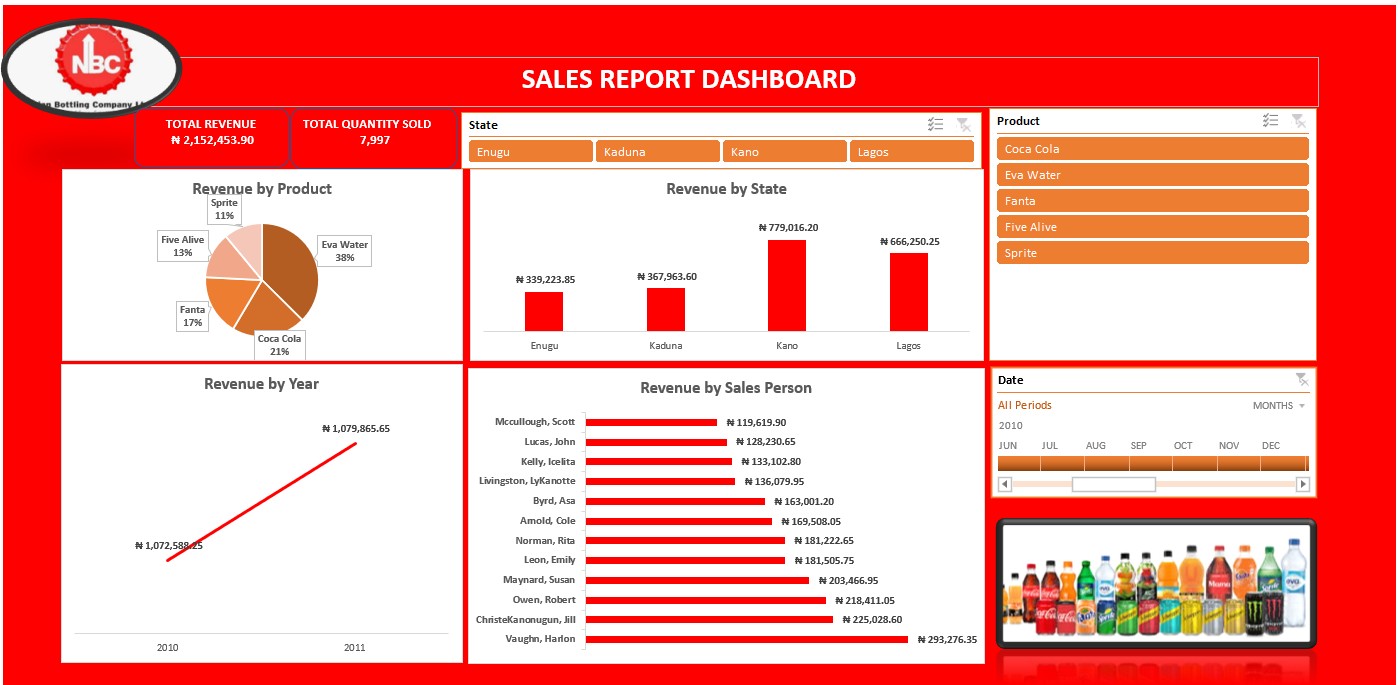 NBC
Bottling Company
SALES REPORT DASHBOARD
TOTAL REVENUE
₦ 2,152,453.90
TOTAL QUANTITY SOLD
7,997
State
Enugu Kaduna Kano Lagos
Product
Coca Cola
Eva Water
Fanta
Five Alive
Sprite
Revenue by Product
Sprite
11%
Five Alive
13%
Eva Water
38%
Fanta
17%
Coca Cola
21%
Revenue by State
₦ 339,223.85
₦ 367,963.60
₦ 779,016.20
₦ 666,250.25
Enugu Kaduna Kano Lagos
Revenue by Year
₦ 1,079,865.65
₦ 1,072,588.25
2010 2011
Revenue by Sales Person
Mccullough, Scott ₦ 119,619.90
Lucas, John ₦ 128,230.65
Kelly, Icelita ₦ 133,102.80
Livingston, LyKanotte ₦ 136,079.95
Byrd, Asa ₦ 163,001.20
Arnold, Cole ₦ 169,508.05
Norman, Rita ₦ 181,222.65
Leon, Emily ₦ 181,505.75
Maynard, Susan ₦ 203,466.95
Owen, Robert ₦ 218,411.05
ChristeKanonugun, Jill ₦ 225,028.60
Vaughn, Harlon ₦ 293,276.35
Date
All Periods MONTHS
2010
JUN JUL AUG SEP OCT NOV DEC